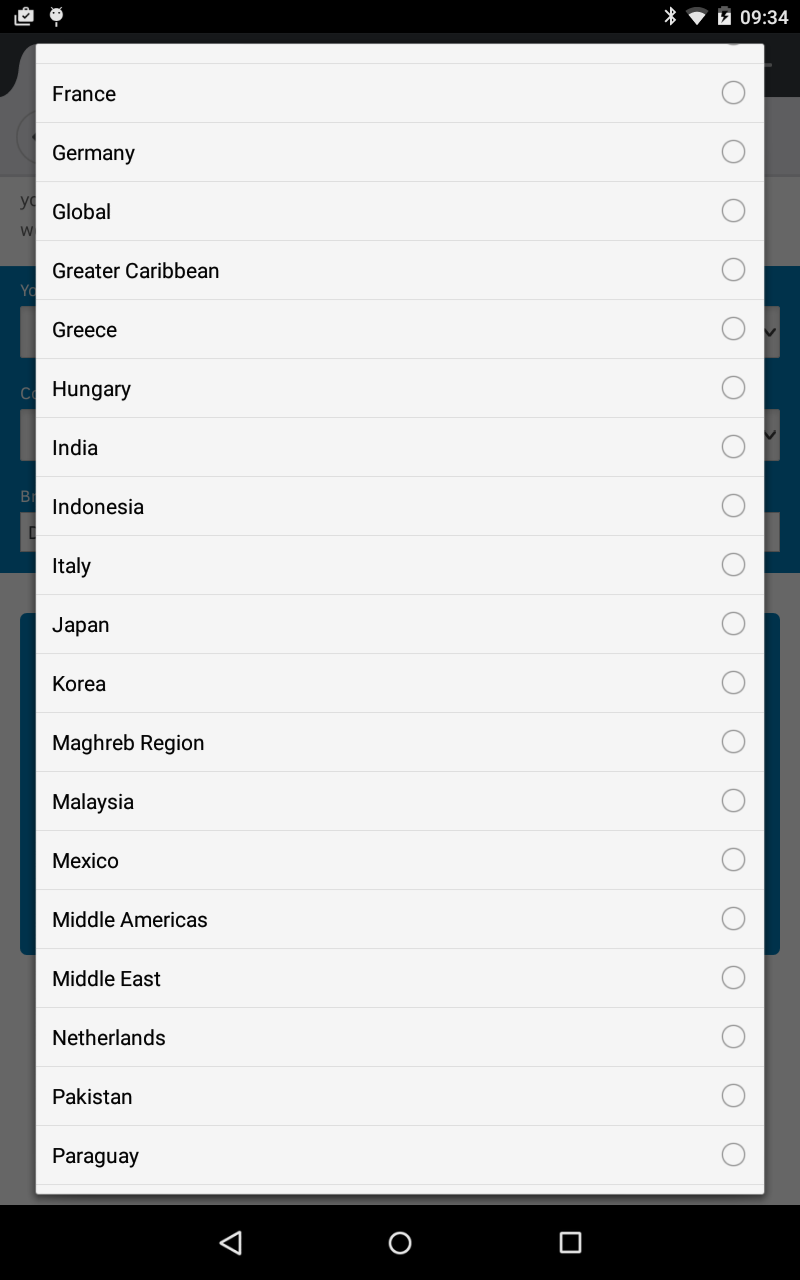 09:34
France
Germany
Global
Greater Caribbean
Greece
Hungary
India
Indonesia
Italy
Japan
Korea
Maghreb Region
Malaysia
Mexico
Middle Americas
Middle East
Netherlands
Pakistan
Paraguay